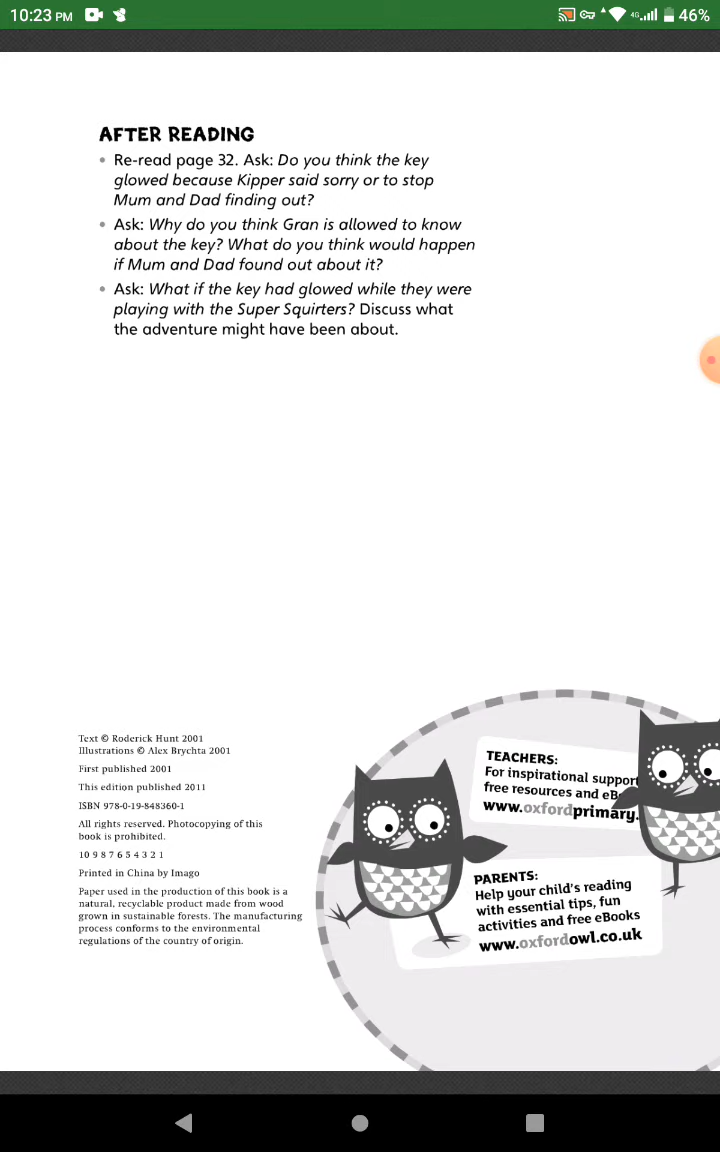 10:23 PM
4G
46%
AFTER READING
• Re-read page 32. Ask: Do you think the key
glowed because Kipper said sorry or to stop
Mum and Dad finding out?
• Ask: Why do you think Gran is allowed to know
about the key? What do you think would happen
if Mum and Dad found out about it?
• Ask: What if the key had glowed while they were
playing with the Super Squirters? Discuss what
the adventure might have been about.
Text © Roderick Hunt 2001
Illustrations © Alex Brychta 2001
First published 2001
This edition published 2011
ISBN 978-0-19-848360-1
All rights reserved. Photocopying of this
book is prohibited.
10 9 8 7 6 5 4 3 2 1
Printed in China by Imago
Paper used in the production of this book is a
natural, recyclable product made from wood
grown in sustainable forests. The manufacturing
process conforms to the environmental
regulations of the country of origin.
TEACHERS:
For inspirational support
free resources and eB
www.oxfordprimary.
PARENTS:
Help your child's reading
with essential tips, fun
activities and free eBooks
www.oxfordowl.co.uk